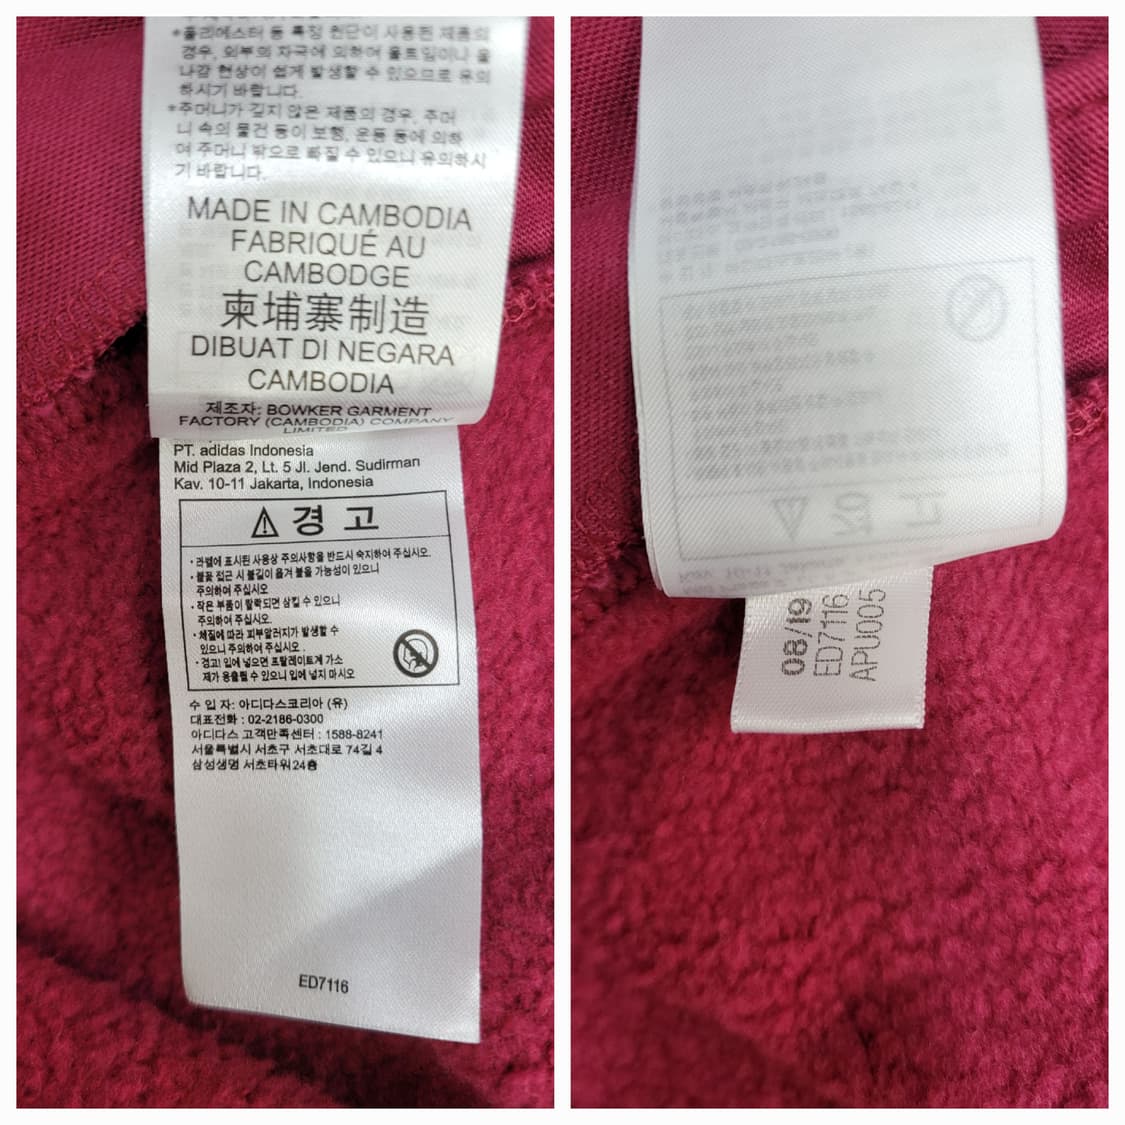 *폴리에스터 등 특정 원단이 사용된 제품의
경우, 외부의 자극에 의하여 올트임이나 올
나감 현상이 쉽게 발생할 수 있으므로 유의
하시기 바랍니다.
*주머니가 깊지 않은 제품의 경우, 주머
니 속의 물건 등이 보행, 운동 등에 의하
여 주머니 밖으로 빠질 수 있으니 유의하시
기 바랍니다.
MADE IN CAMBODIA
FABRIQUÉ AU
CAMBODGE
柬埔寨制造
DIBUAT DI NEGARA
CAMBODIA
제조자: BOWKER GARMENT
FACTORY (CAMBODIA) COMPANY
LIMITED
PT. adidas Indonesia
Mid Plaza 2, Lt. 5 Jl. Jend. Sudirman
Kav. 10-11 Jakarta, Indonesia
경 고
· 라벨에 표시된 사용상 주의사항을 반드시 숙지하여 주십시오.
· 불꽃 접근 시 불길이 옮겨 붙을 가능성이 있으니
주의하여 주십시오
· 작은 부품이 탈락되면 삼킬 수 있으니
주의하여 주십시오.
· 체질에 따라 피부알러지가 발생할 수
있으니 주의하여 주십시오 .
· 경고! 입에 넣으면 프탈레이트계 가소
제가 용출될 수 있으니 입에 넣지 마시오
수 입 자: 아디다스코리아 (유)
대표전화 : 02-2186-0300
아디다스 고객만족센터 : 1588-8241
서울특별시 서초구 서초대로 74길 4
삼성생명 서초타워24층
ED7116
08/19
ED7116
APU005